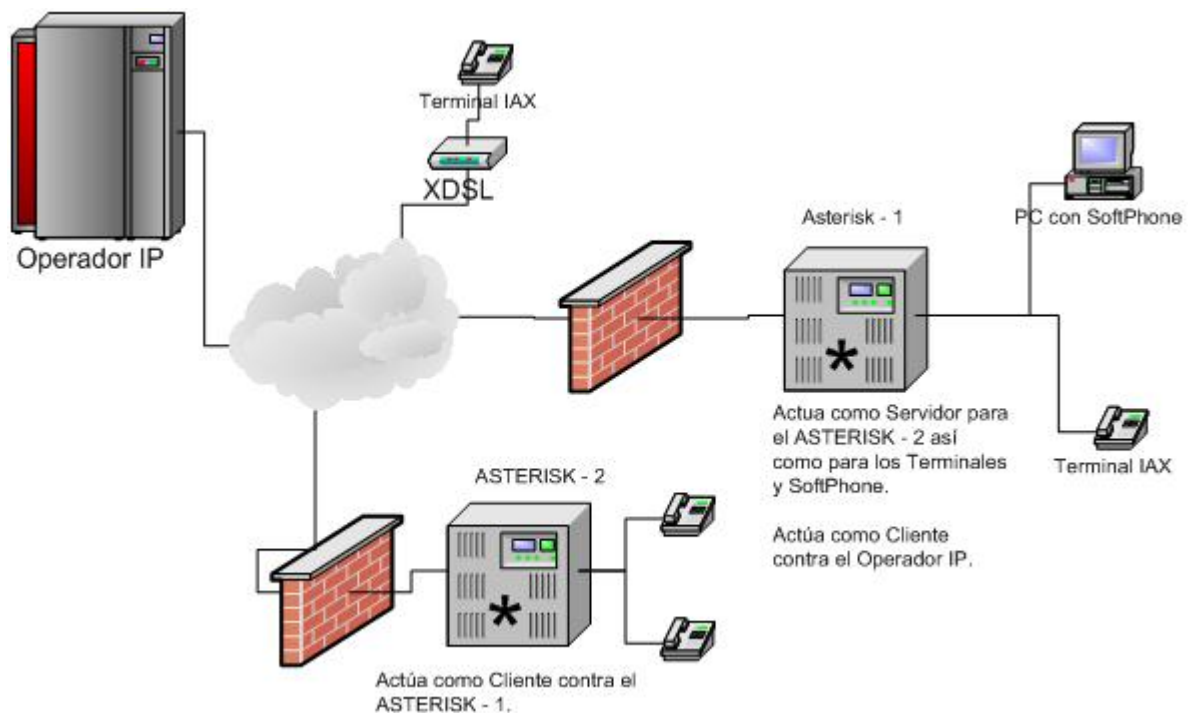 Terminal IAX
XDSL
Operador IP
Asterisk - 1
PC con SoftPhone
*
Actua como Servidor para
el ASTERISK - 2 así
como para los Terminales
y SoftPhone.
Actúa como Cliente
contra el Operador IP.
Terminal IAX
ASTERISK - 2
*
Actúa como Cliente contra el
ASTERISK - 1.